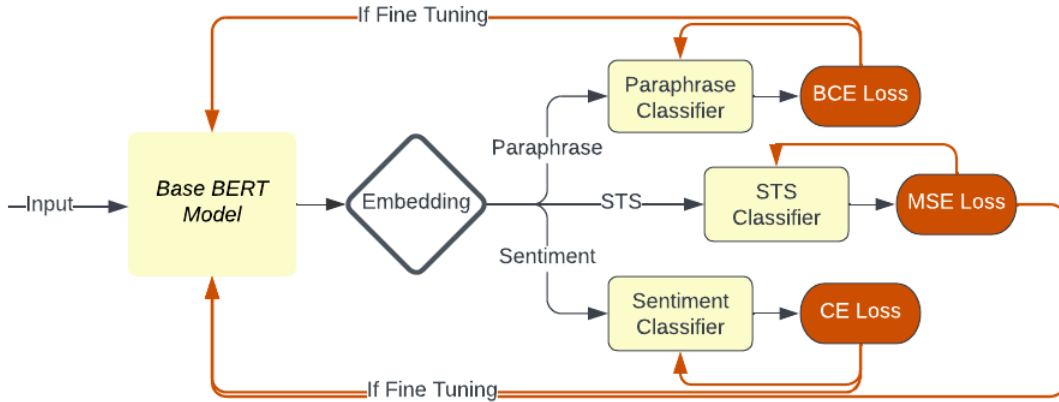 If Fine Tuning
Paraphrase
Classifier
BCE Loss
Paraphrase
Input
Base BERT
Model
Embedding
STS
STS
Classifier
MSE Loss
Sentiment
Sentiment
Classifier
CE Loss
If Fine Tuning